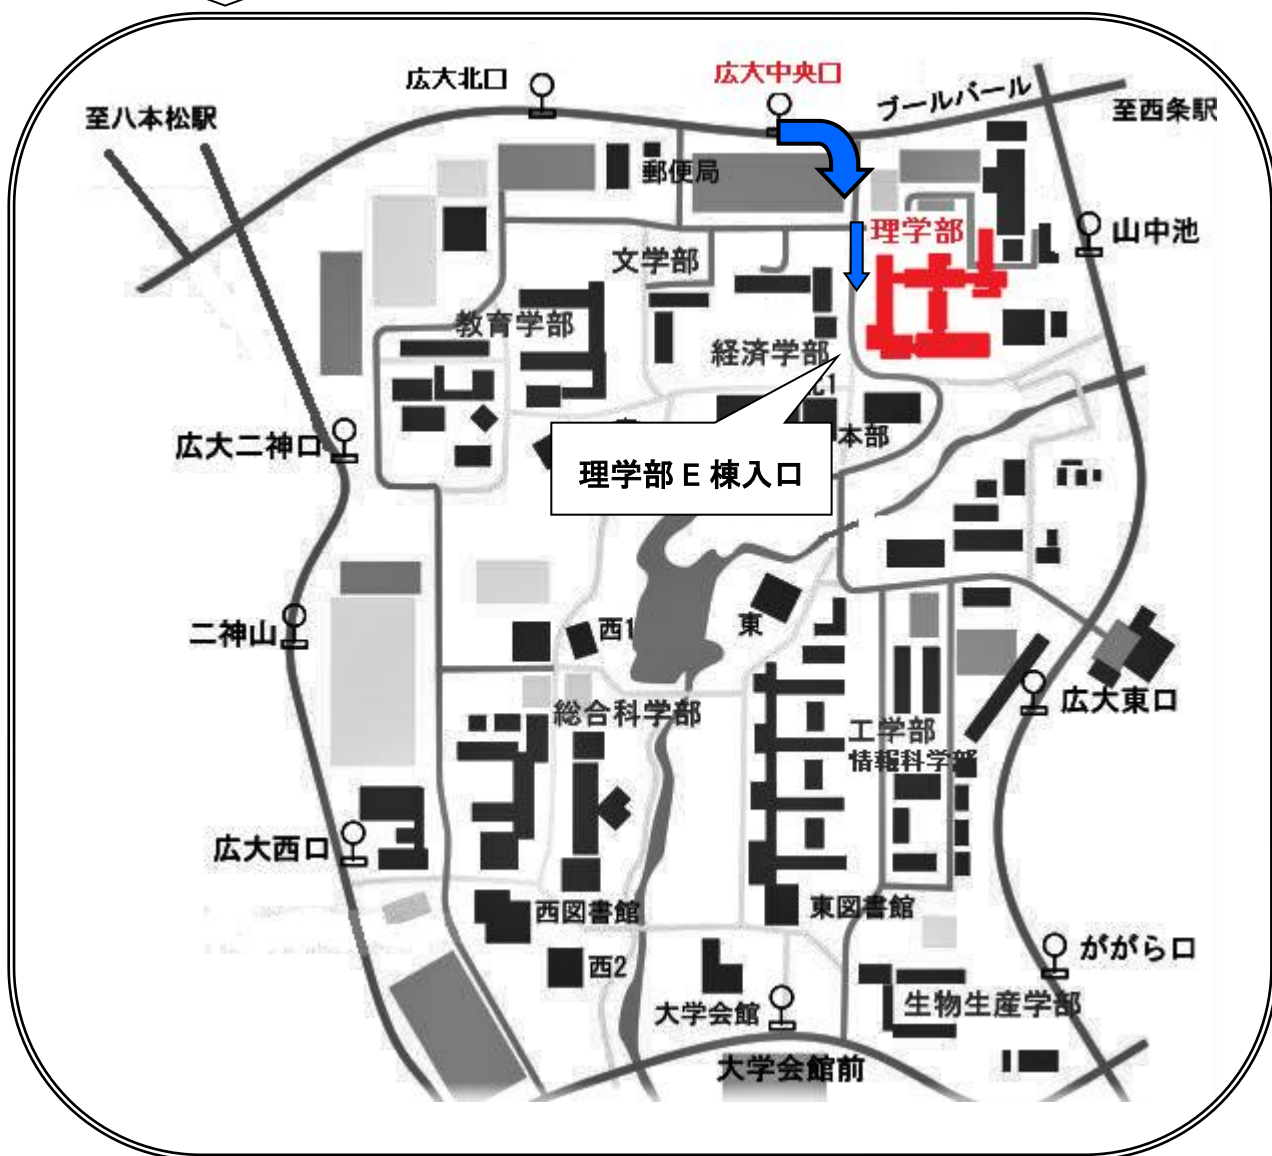 広大北口
広大中央口
ブールバール
至八本松駅
至西条駅
郵便局
理学部
山中池
文学部
教育学部
経済学部
北1
本部
広大二神口
理学部 E 棟入口
二神山
西1
東
総合科学部
工学部
情報科学部
広大東口
広大西口
西図書館
東図書館
西2
ががら口
大学会館
生物生産学部
大学会館前